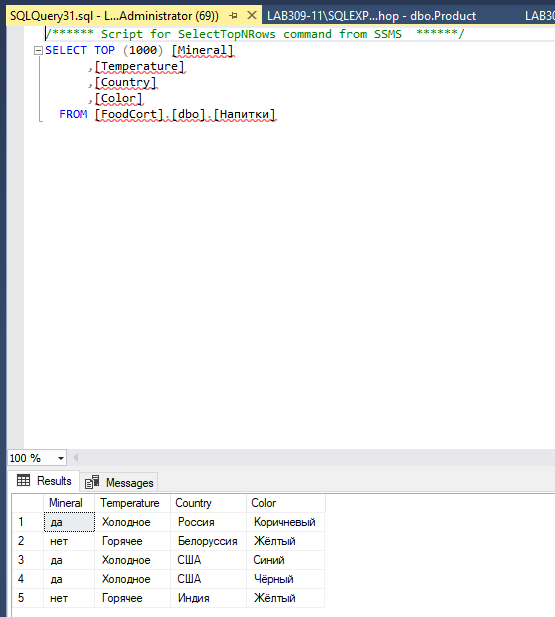 SQLQuery31.sql - L...Administrator (69)) LAB309-11\SQLEXP...hop - dbo.Product LAB30
/****** Script for SelectTopNRows command from SSMS ******/
SELECT TOP (1000) [Mineral]
,[Temperature]
,[Country]
,[Color]
FROM [FoodCort].[dbo].[Напитки]
100 %
Results Messages
Mineral Temperature Country Color
1 да Холодное Россия Коричневый
2 нет Горячее Белоруссия Жёлтый
3 да Холодное США Синий
4 да Холодное США Чёрный
5 нет Горячее Индия Жёлтый